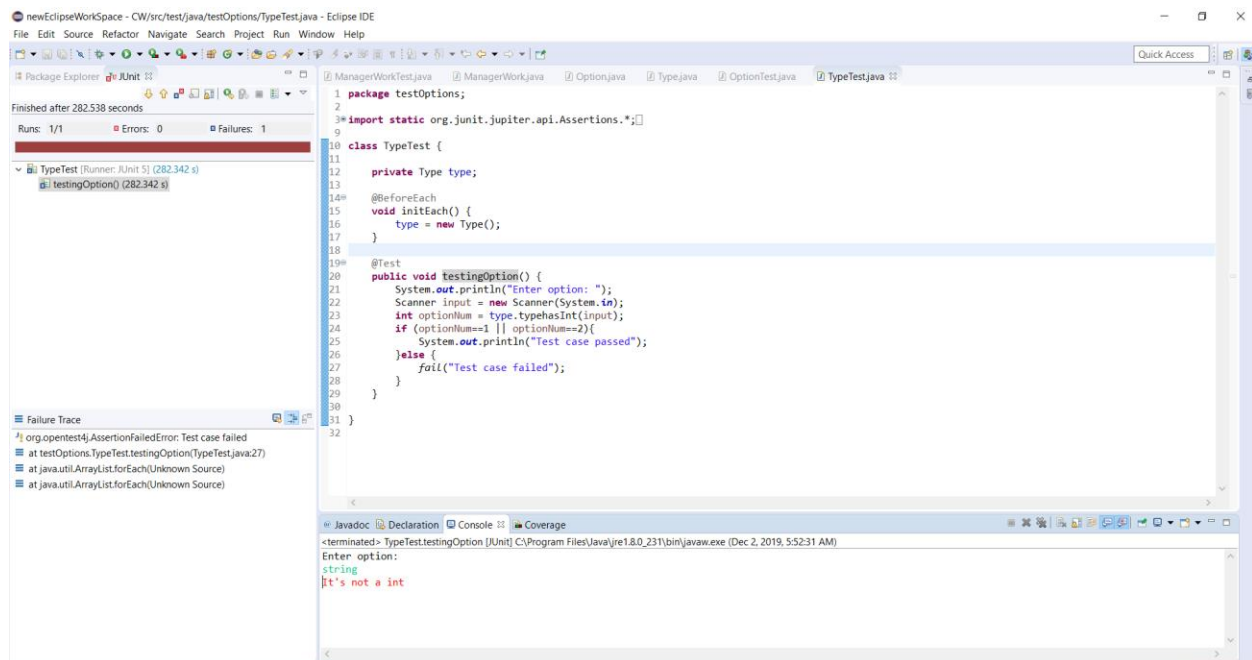 newEclipseWorkSpace - CW/src/test/java/testOptions/TypeTest.java - Eclipse IDE
File Edit Source Refactor Navigate Search Project Run Window Help
Quick Access
Package Explorer JUnit
Finished after 282.538 seconds
Runs: 1/1 Errors: 0 Failures: 1
TypeTest [Runner: JUnit 5] (282.342 s)
testingOption() (282.342 s)
Failure Trace
org.opentest4j.AssertionFailedError: Test case failed
at testOptions.TypeTest.testingOption(TypeTest.java:27)
at java.util.ArrayList.forEach(Unknown Source)
at java.util.ArrayList.forEach(Unknown Source)
ManagerWorkTest.java ManagerWork.java Option.java Type.java OptionTest.java TypeTest.java
1 package testOptions;
2
3 import static org.junit.jupiter.api.Assertions.*;
9
10 class TypeTest {
11
12 private Type type;
13
14 @BeforeEach
15 void initEach() {
16 type = new Type();
17 }
18
19 @Test
20 public void testingOption() {
21 System.out.println("Enter option: ");
22 Scanner input = new Scanner(System.in);
23 int optionNum = type.typehasInt(input);
24 if (optionNum==1 || optionNum==2){
25 System.out.println("Test case passed");
26 }else {
27 fail("Test case failed");
28 }
29 }
30
31 }
32
Javadoc Declaration Console Coverage
<terminated> TypeTest.testingOption [JUnit] C:\Program Files\Java\jre1.8.0_231\bin\javaw.exe (Dec 2, 2019, 5:52:31 AM)
Enter option:
string
It's not a int